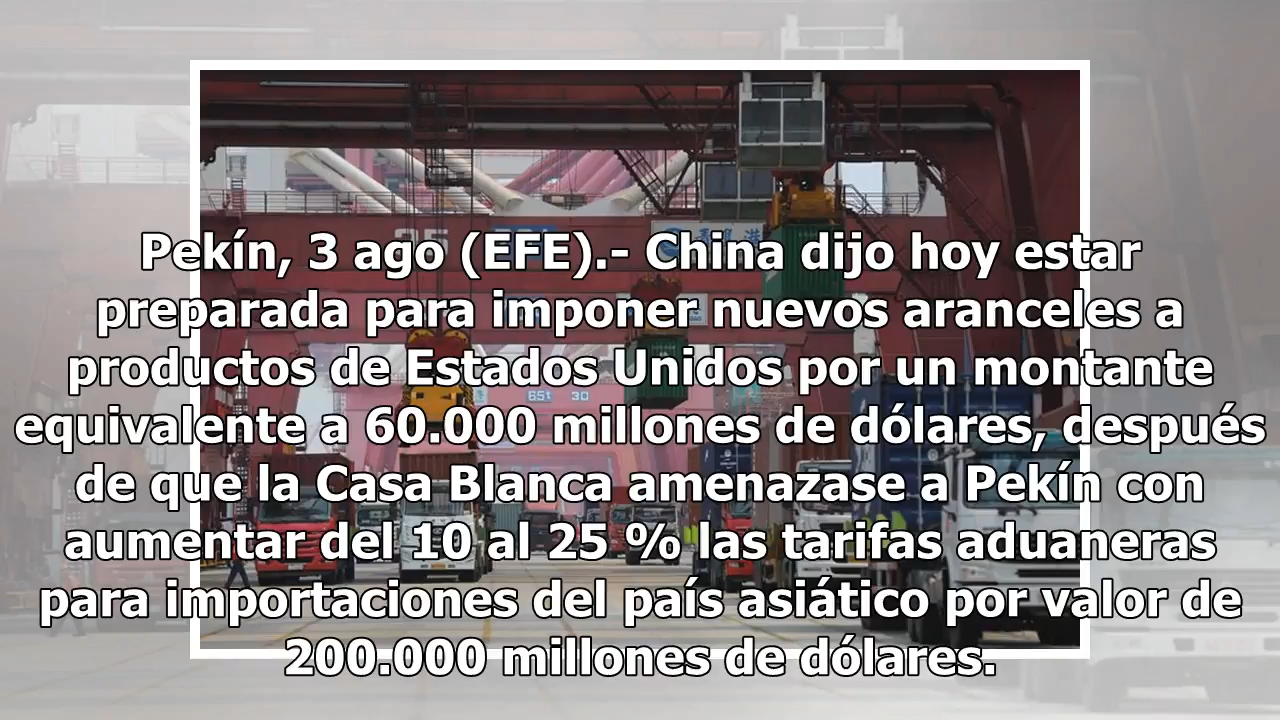 Pekín, 3 ago (EFE).- China dijo hoy estar
preparada para imponer nuevos aranceles a
productos de Estados Unidos por un montante
equivalente a 60.000 millones de dólares, después
de que la Casa Blanca amenazase a Pekín con
aumentar del 10 al 25 % las tarifas aduaneras
para importaciones del país asiático por valor de
200.000 millones de dólares.
65t 30